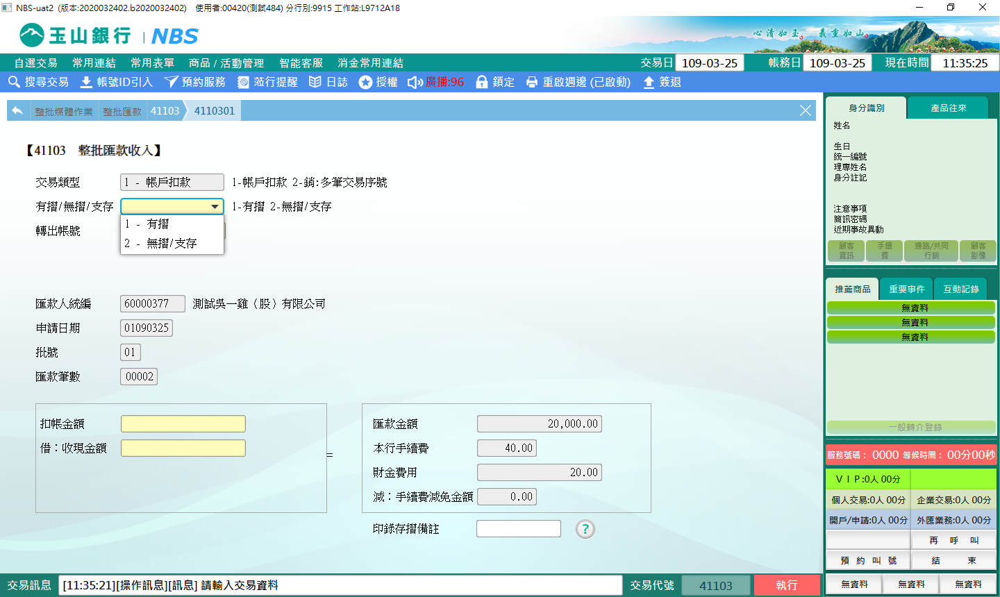 NBS-uat2 (版本:2020032402.b2020032402) 使用者:00420(測試484) 分行別:9915 工作站:L9712A18
玉山銀行 | NBS
心清如玉。義重如山。
自選交易 常用連結 常用表單 商品 / 活動管理 智能客服 消金常用連結 交易日 109-03-25 帳務日 109-03-25 現在時間 11:35:25
搜尋交易 帳號ID引入 預約服務 蒞行提醒 日誌 授權 廣播:96 鎖定 重啟週邊 (已啟動) 簽退
整批媒體作業 整批匯款 41103 4110301
【41103 整批匯款收入】
交易類型 1 - 帳戶扣款 1-帳戶扣款 2-銷:多筆交易序號
有摺/無摺/支存 1-有摺 2-無摺/支存
1 - 有摺
2 - 無摺/支存
轉出帳號
匯款人統編 60000377 測試吳一雞（股）有限公司
申請日期 01090325
批號 01
匯款筆數 00002
扣帳金額
借：收現金額
=
匯款金額 20,000.00
本行手續費 40.00
財金費用 20.00
減：手續費減免金額 0.00
印錄存摺備註 ?
交易訊息 [11:35:21][操作訊息][訊息] 請輸入交易資料 交易代號 41103 執行
身分識別 產品往來
姓名
生日
統一編號
理專姓名
身分註記
注意事項
簡訊密碼
近期事故異動
顧客資訊 手續費 通路/共同行銷 顧客影像
推薦商品 重要事件 互動記錄
無資料
無資料
無資料
一般轉介登錄
服務號碼： 0000 等候時間： 00分00秒
ＶＩＰ:0人 00分
個人交易:0人 00分 企業交易:0人 00分
開戶/申請:0人 00分 外匯業務:0人 00分
再 呼 叫
預 約 叫 號 結 束
無資料 無資料 無資料